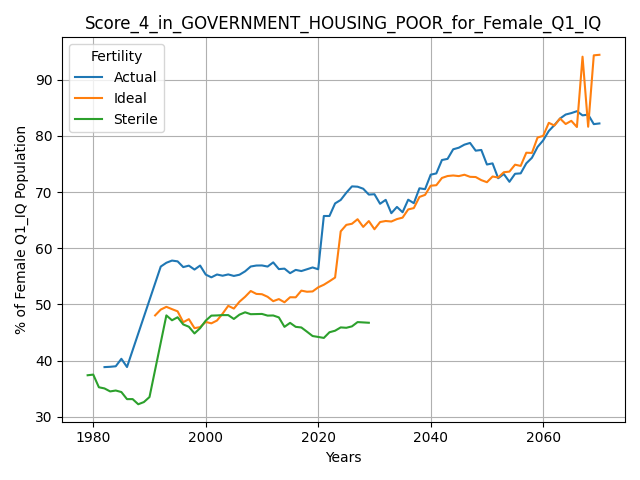 Score_4_in_GOVERNMENT_HOUSING_POOR_for_Female_Q1_IQ
Fertility
Actual
Ideal
Sterile
% of Female Q1_IQ Population
90
80
70
60
50
40
30
1980
2000
2020
2040
2060
Years